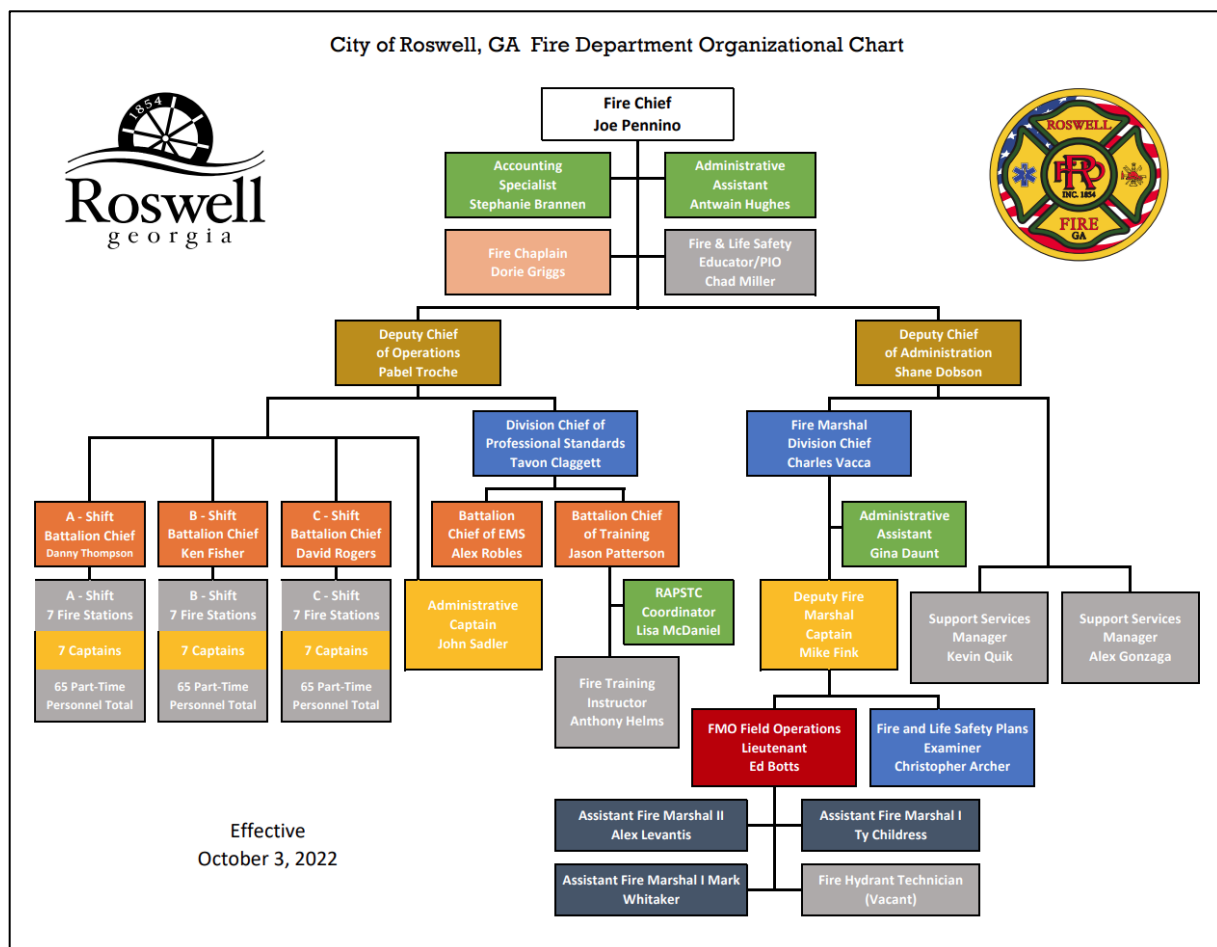 City of Roswell, GA  Fire Department Organizational Chart
1854
Roswell
georgia
ROSWELL
RFD
INC. 1854
FIRE
GA
Fire Chief
Joe Pennino
Accounting
Specialist
Stephanie Brannen
Administrative
Assistant
Antwain Hughes
Fire Chaplain
Dorie Griggs
Fire & Life Safety
Educator/PIO
Chad Miller
Deputy Chief
of Operations
Pabel Troche
Deputy Chief
of Administration
Shane Dobson
Division Chief of
Professional Standards
Tavon Claggett
Fire Marshal
Division Chief
Charles Vacca
A - Shift
Battalion Chief
Danny Thompson
B - Shift
Battalion Chief
Ken Fisher
C - Shift
Battalion Chief
David Rogers
Battalion
Chief of EMS
Alex Robles
Battalion Chief
of Training
Jason Patterson
Administrative
Assistant
Gina Daunt
A - Shift
7 Fire Stations
7 Captains
65 Part-Time
Personnel Total
B - Shift
7 Fire Stations
7 Captains
65 Part-Time
Personnel Total
C - Shift
7 Fire Stations
7 Captains
65 Part-Time
Personnel Total
Administrative
Captain
John Sadler
RAPSTC
Coordinator
Lisa McDaniel
Fire Training
Instructor
Anthony Helms
Deputy Fire
Marshal
Captain
Mike Fink
Support Services
Manager
Kevin Quik
Support Services
Manager
Alex Gonzaga
FMO Field Operations
Lieutenant
Ed Botts
Fire and Life Safety Plans
Examiner
Christopher Archer
Assistant Fire Marshal II
Alex Levantis
Assistant Fire Marshal I
Ty Childress
Assistant Fire Marshal I Mark
Whitaker
Fire Hydrant Technician
(Vacant)
Effective
October 3, 2022